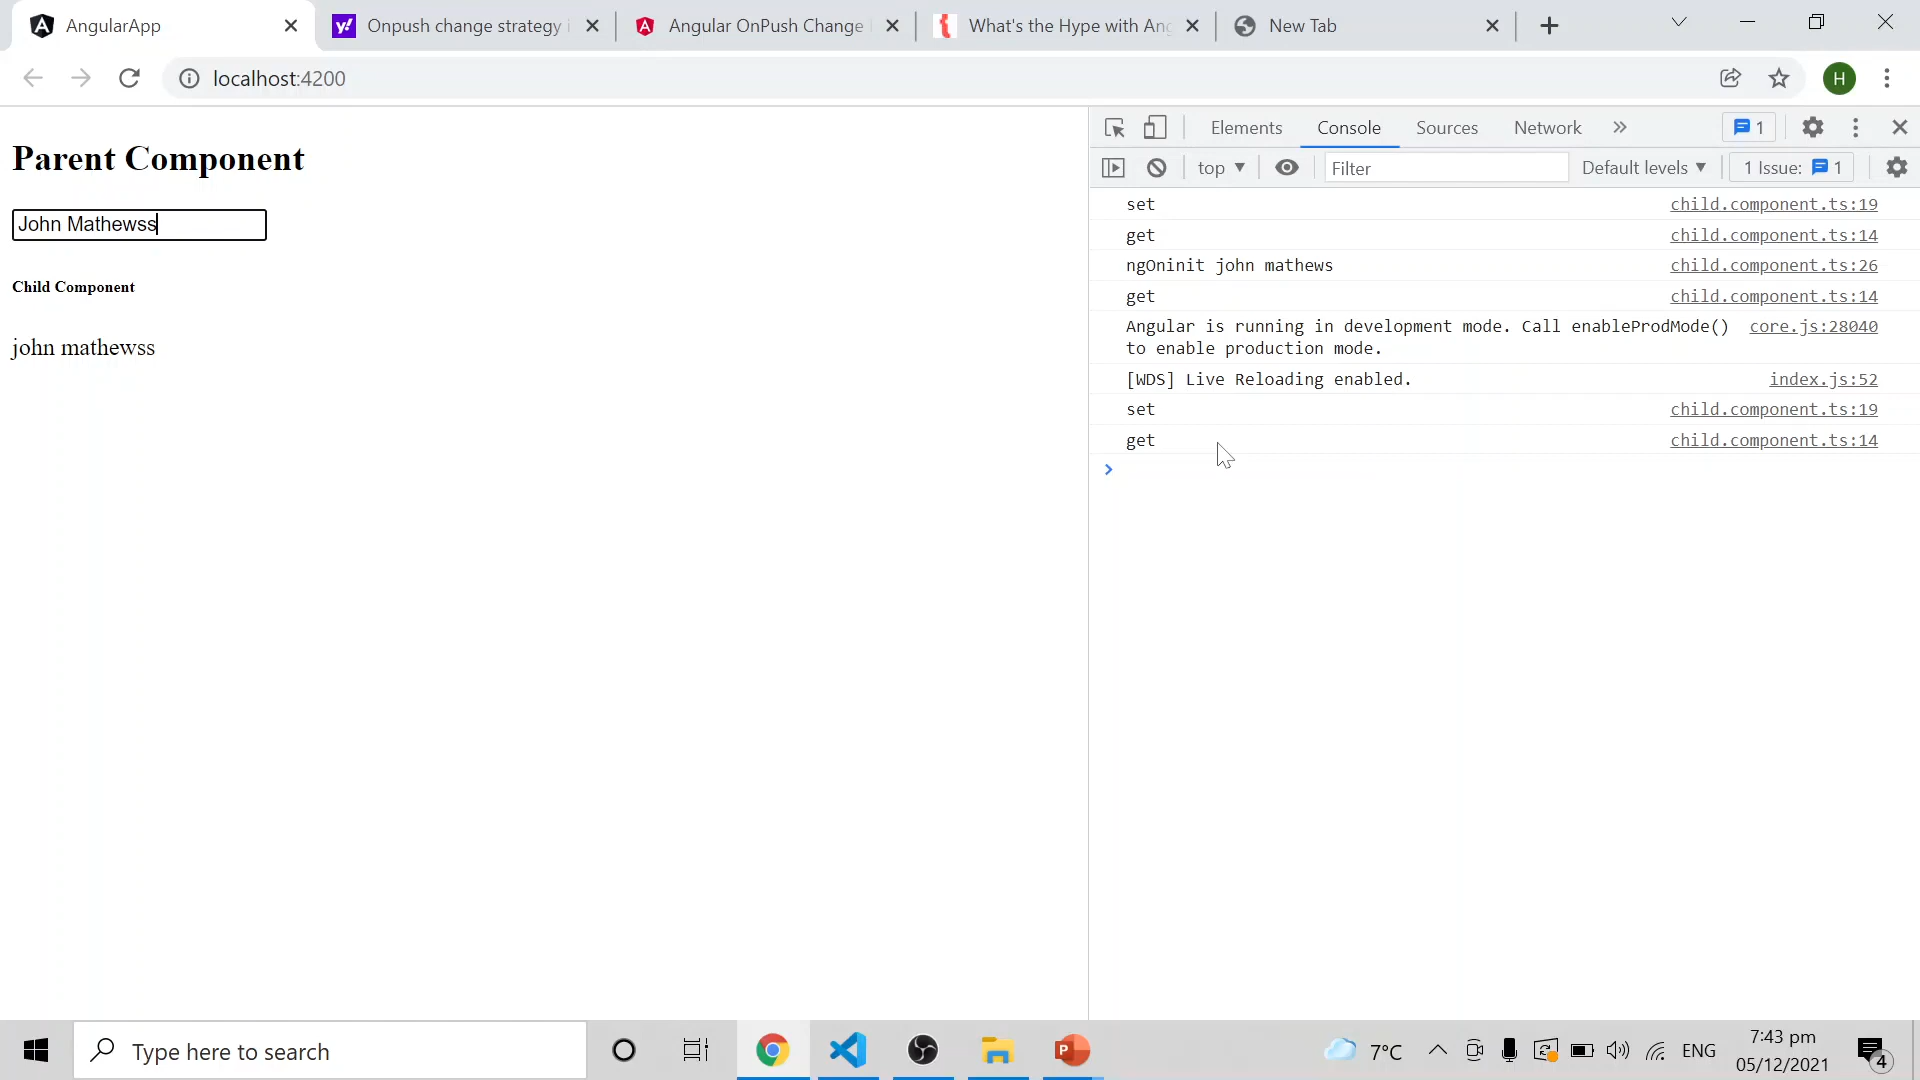 AngularApp
Onpush change strategy i
Angular OnPush Change
What's the Hype with Ang
New Tab
localhost:4200
H
Parent Component
John Mathewss
Child Component
john mathewss
Elements
Console
Sources
Network
1
top
Filter
Default levels
1 Issue: 1
set child.component.ts:19
get child.component.ts:14
ngOninit john mathews child.component.ts:26
get child.component.ts:14
Angular is running in development mode. Call enableProdMode() core.js:28040
to enable production mode.
[WDS] Live Reloading enabled. index.js:52
set child.component.ts:19
get child.component.ts:14
Type here to search
7°C
ENG
7:43 pm
05/12/2021
4